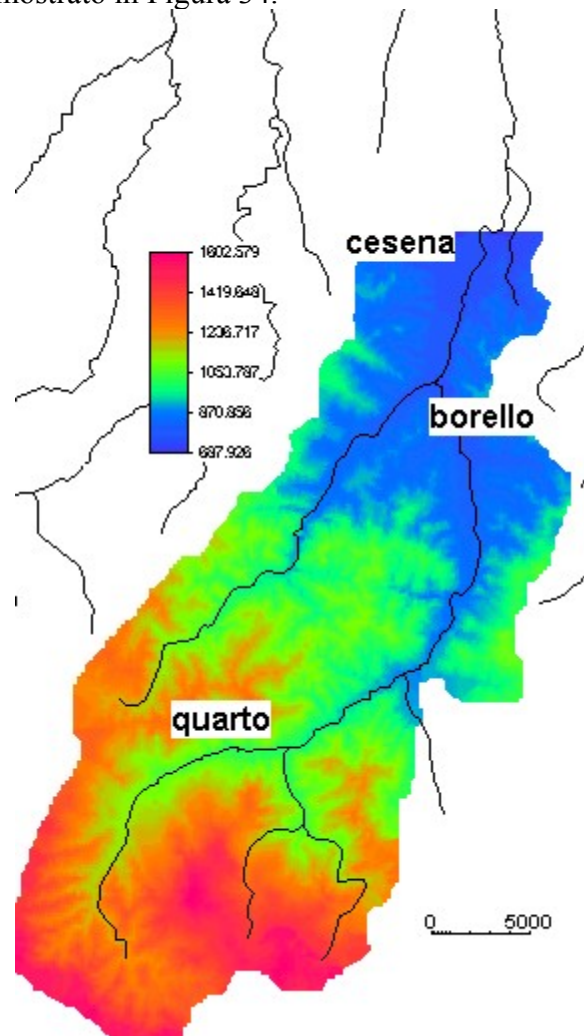 mostrato in Figura
cesena
1602.579
1419.648
1236.717
1053.787
870.856
687.926
borello
quarto
0 5000